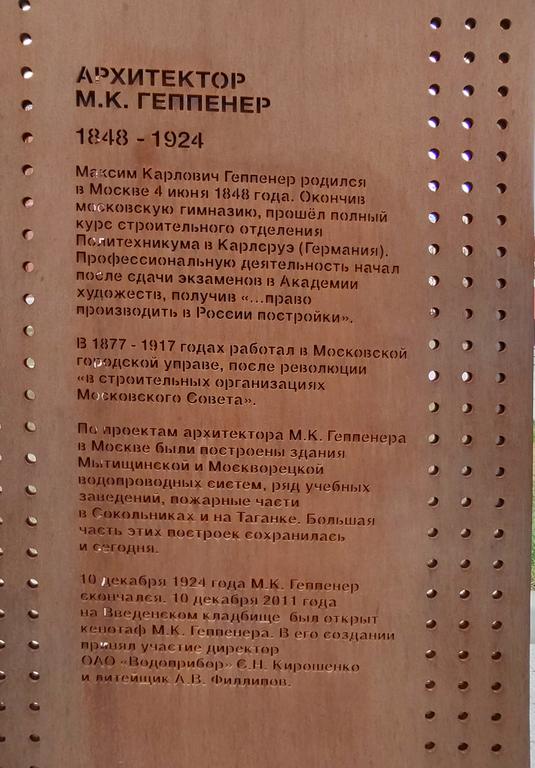 АРХИТЕКТОР
М.К. ГЕППЕНЕР
1848 - 1924
Максим Карлович Геппенер родился
в Москве 4 июня 1848 года. Окончив
московскую гимназию, прошёл полный
курс строительного отделения
Политехникума в Карлсруэ (Германия).
Профессиональную деятельность начал
после сдачи экзаменов в Академии
художеств, получив «...право
производить в России постройки».
В 1877 - 1917 годах работал в Московской
городской управе, после революции
«в строительных организациях
Московского Совета».
По проектам архитектора М.К. Геппенера
в Москве были построены здания
Мытищинской и Москворецкой
водопроводных систем, ряд учебных
заведений, пожарные части
в Сокольниках и на Таганке. Большая
часть этих построек сохранилась
и сегодня.
10 декабря 1924 года М.К. Геппенер
скончался. 10 декабря 2011 года
на Введенском кладбище был открыт
кенотаф М.К. Геппенера. В его создании
принял участие директор
ОАО «Водоприбор» С.Н. Кирошенко
и литейщик А.В. Филлипов.